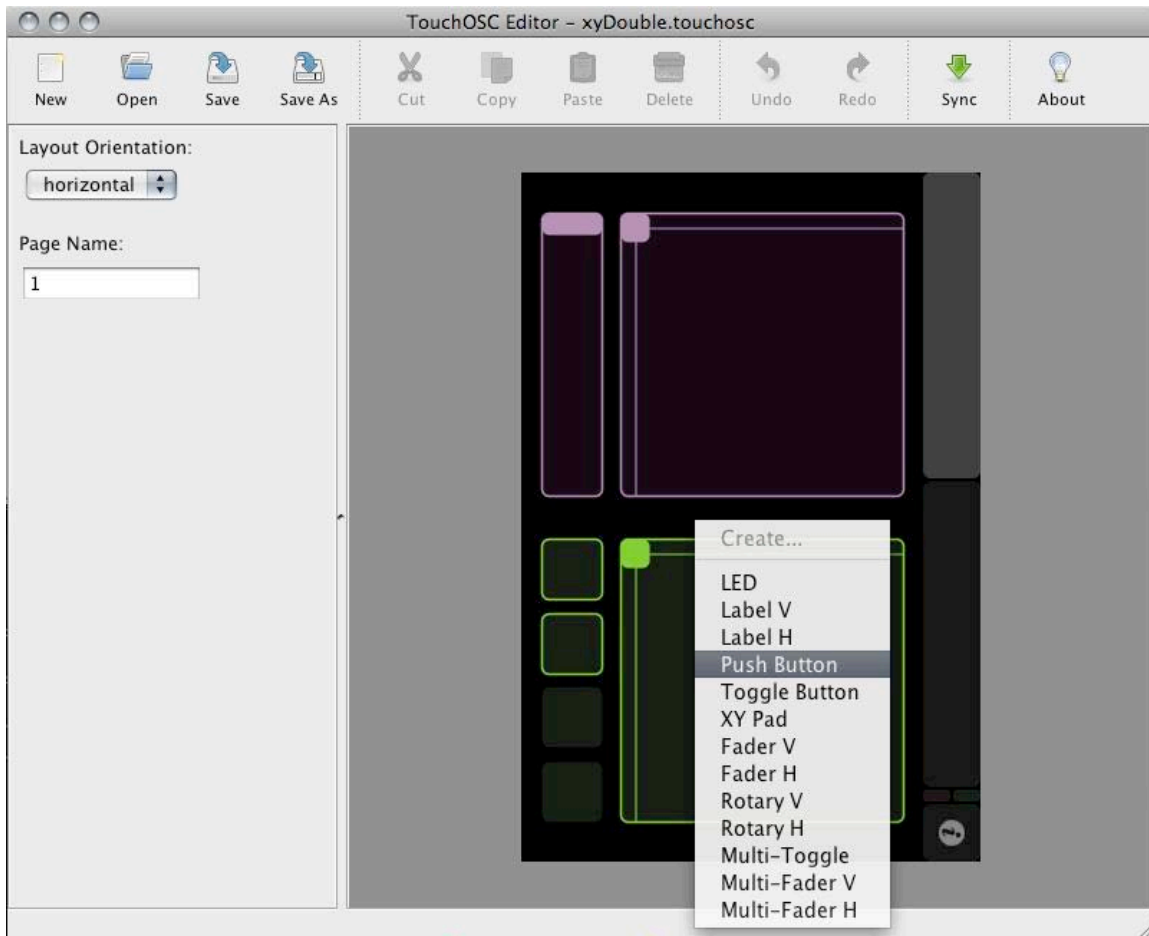 TouchOSC Editor – xyDouble.touchosc
New Open Save Save As Cut Copy Paste Delete Undo Redo Sync About
Layout Orientation:
horizontal
Page Name:
1
Create...
LED
Label V
Label H
Push Button
Toggle Button
XY Pad
Fader V
Fader H
Rotary V
Rotary H
Multi-Toggle
Multi-Fader V
Multi-Fader H